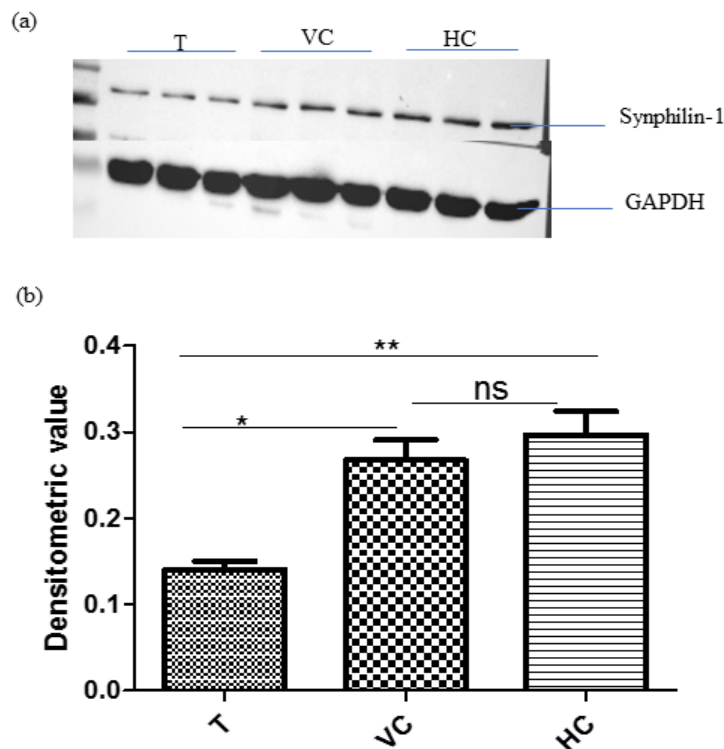 (a)
T VC HC
Synphilin-1
GAPDH
(b)
Densitometric value
0.4
0.3
0.2
0.1
0.0
**
*
ns
T VC HC